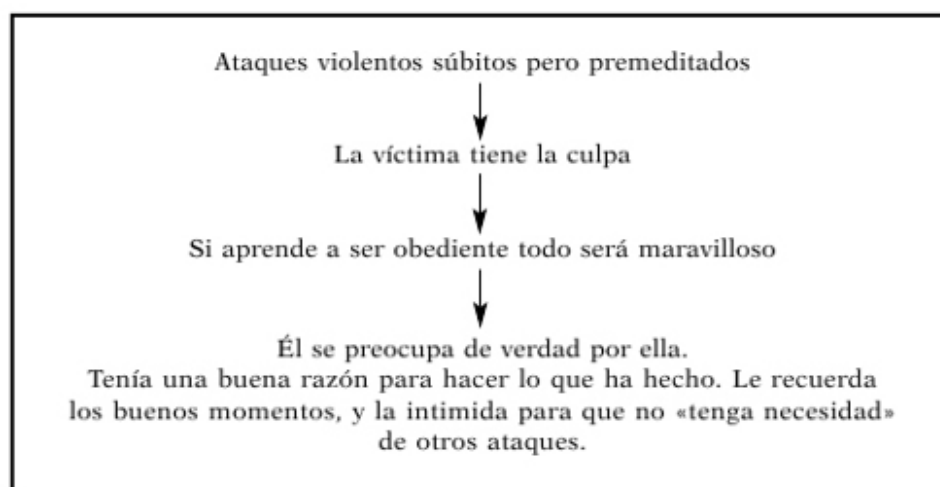 Ataques violentos súbitos pero premeditados
La víctima tiene la culpa
Si aprende a ser obediente todo será maravilloso
Él se preocupa de verdad por ella.
Tenía una buena razón para hacer lo que ha hecho. Le recuerda
los buenos momentos, y la intimida para que no «tenga necesidad»
de otros ataques.